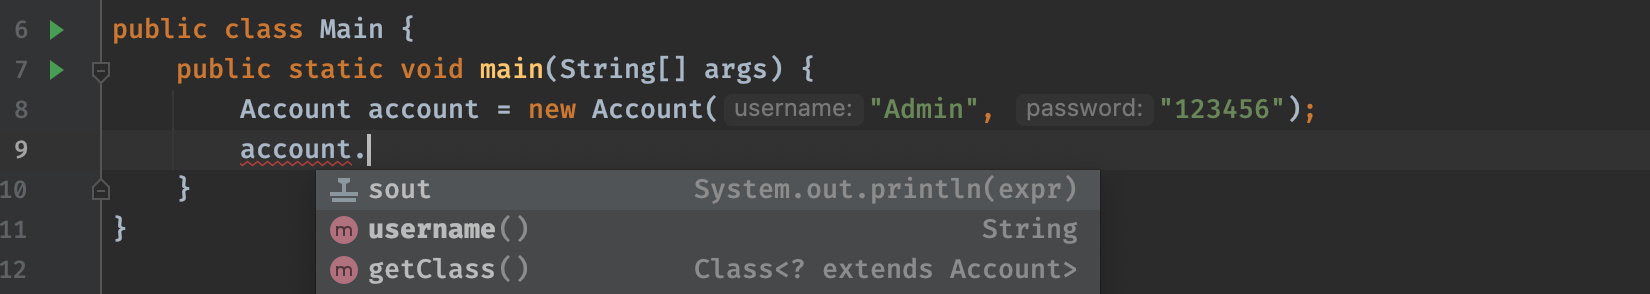 6 public class Main {
7 public static void main(String[] args) {
8 Account account = new Account( username: "Admin", password: "123456");
9 account.
sout System.out.println(expr)
10 }
username() String
11 }
getClass() Class<? extends Account>
12